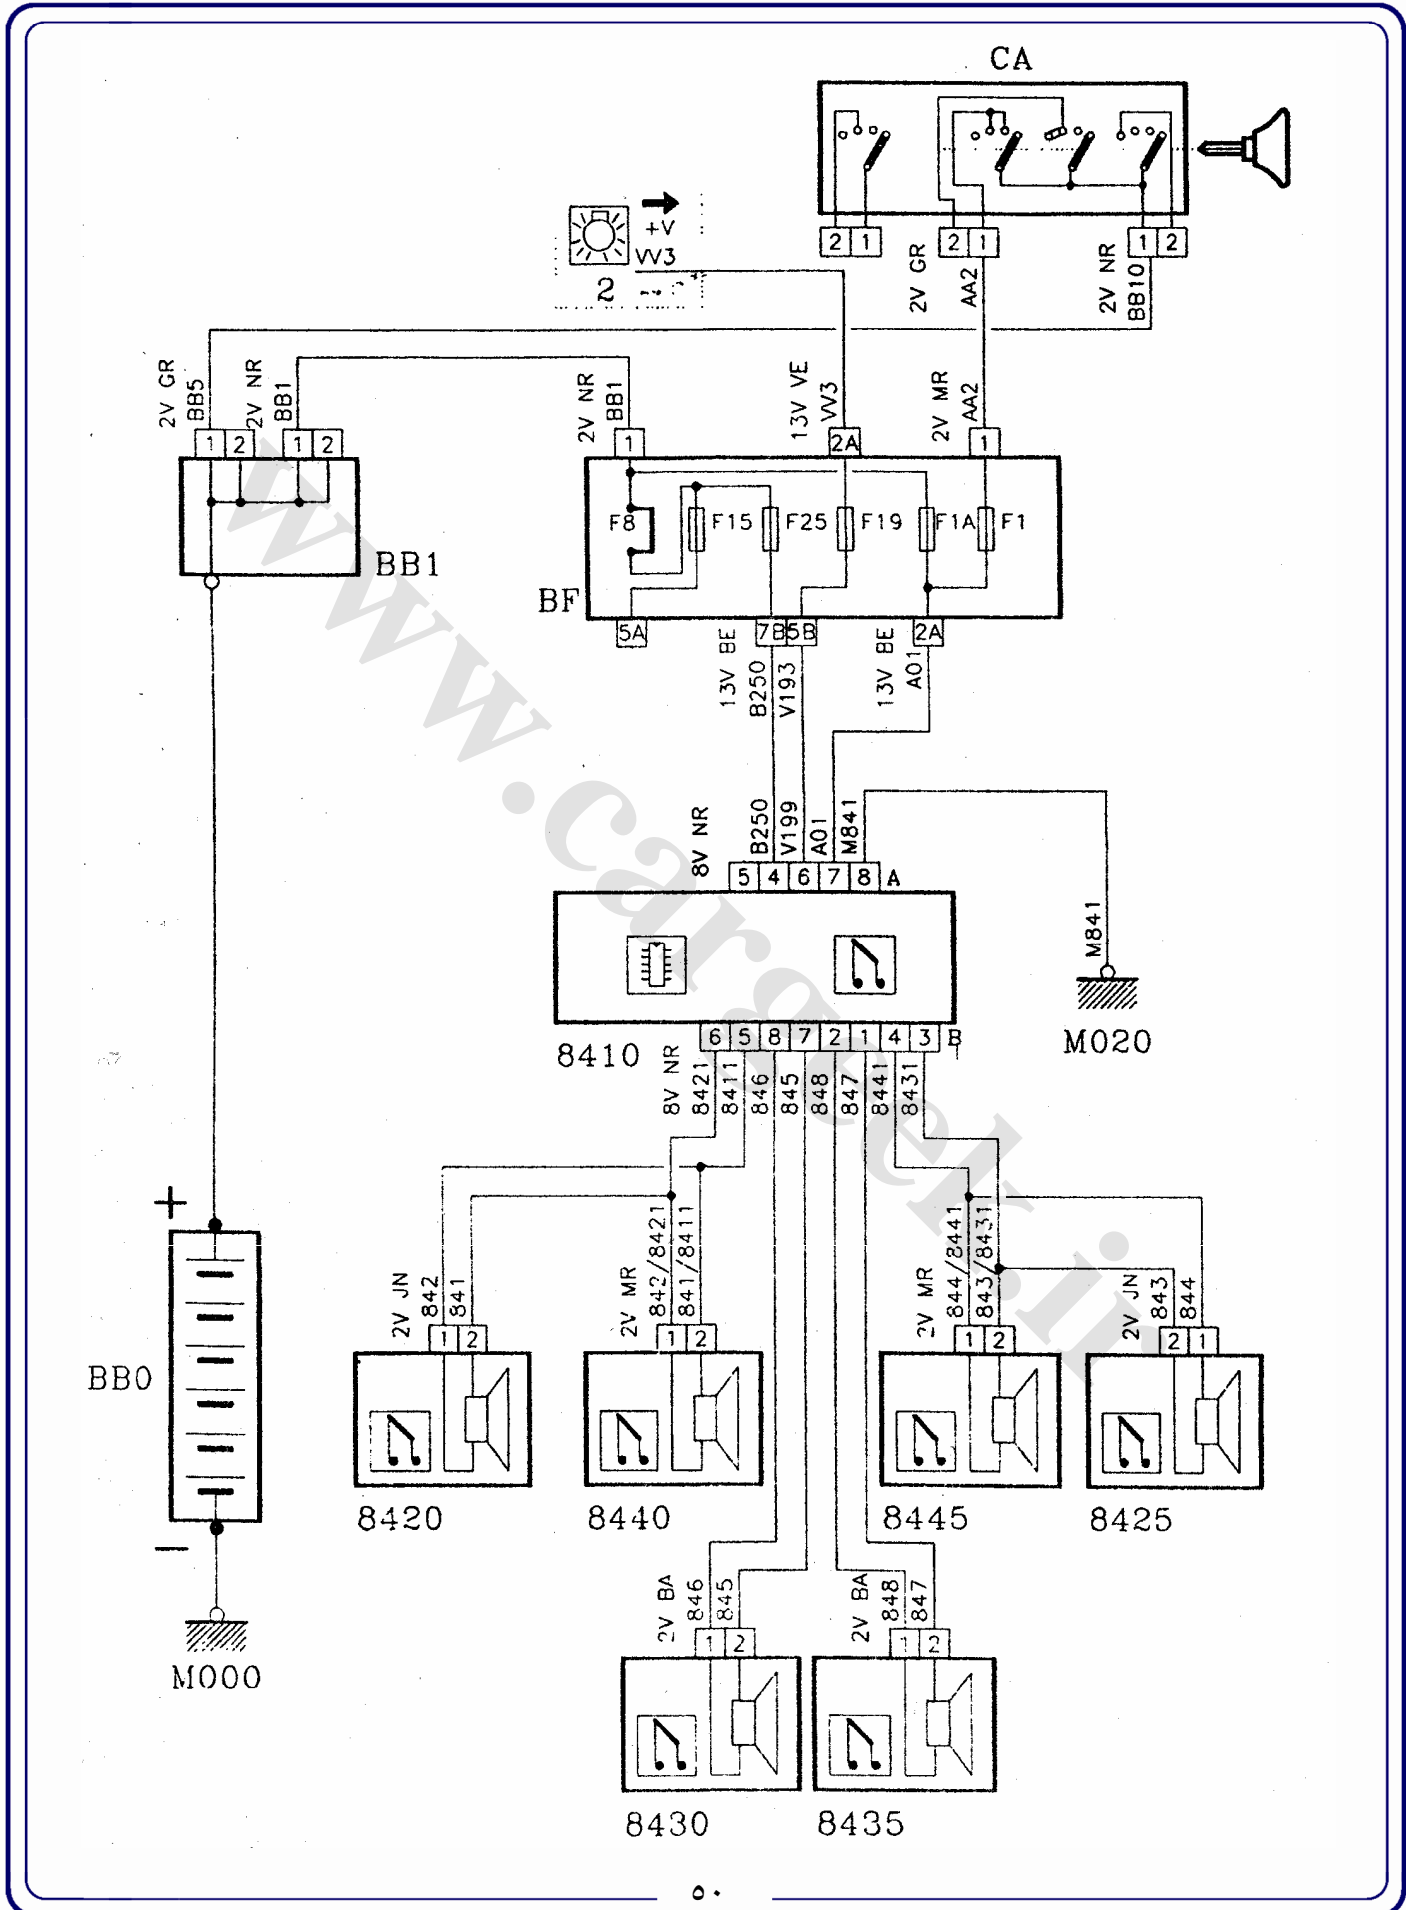 CA
+V
VV3
2
2 1
2 1
1 2
2V GR
AA2
2V NR
BB10
2V GR
BB5
2V NR
BB1
2V NR
BB1
13V VE
VV3
2V MR
AA2
1 2
1 2
1
2A
1
F8
F15
F25
F19
F1A
F1
BB1
BF
5A
7B
5B
2A
13V BE
B250
V193
13V BE
A01
8V NR
B250
V199
A01
M841
5 4 6 7 8 A
M841
M020
8410
6 5 8 7 2 1 4 3 B
8V NR
8421
8411
846
845
848
847
8441
8431
+
2V JN
842
841
2V MR
842/8421
841/8411
2V MR
844/8441
843/8431
2V JN
843
844
1 2
1 2
1 2
2 1
BB0
8420
8440
8445
8425
–
2V BA
846
845
2V BA
848
847
1 2
1 2
M000
8430
8435
www.cargeek.ir
۵۰